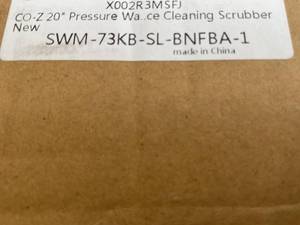 X002R3MSFJ
CO-Z 20" Pressure Wa...ce Cleaning Scrubber
New
SWM-73KB-SL-BNFBA-1
made in China